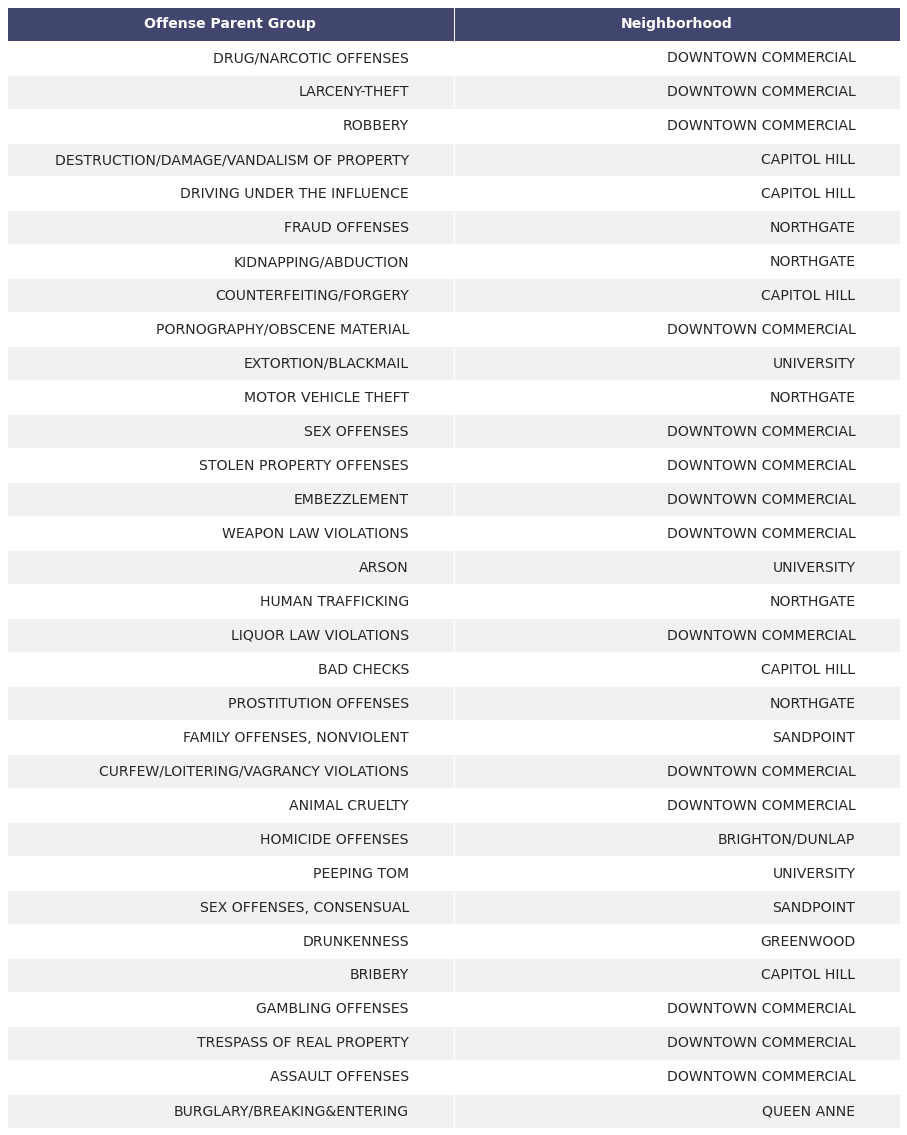 Offense Parent Group Neighborhood
DRUG/NARCOTIC OFFENSES DOWNTOWN COMMERCIAL
LARCENY-THEFT DOWNTOWN COMMERCIAL
ROBBERY DOWNTOWN COMMERCIAL
DESTRUCTION/DAMAGE/VANDALISM OF PROPERTY CAPITOL HILL
DRIVING UNDER THE INFLUENCE CAPITOL HILL
FRAUD OFFENSES NORTHGATE
KIDNAPPING/ABDUCTION NORTHGATE
COUNTERFEITING/FORGERY CAPITOL HILL
PORNOGRAPHY/OBSCENE MATERIAL DOWNTOWN COMMERCIAL
EXTORTION/BLACKMAIL UNIVERSITY
MOTOR VEHICLE THEFT NORTHGATE
SEX OFFENSES DOWNTOWN COMMERCIAL
STOLEN PROPERTY OFFENSES DOWNTOWN COMMERCIAL
EMBEZZLEMENT DOWNTOWN COMMERCIAL
WEAPON LAW VIOLATIONS DOWNTOWN COMMERCIAL
ARSON UNIVERSITY
HUMAN TRAFFICKING NORTHGATE
LIQUOR LAW VIOLATIONS DOWNTOWN COMMERCIAL
BAD CHECKS CAPITOL HILL
PROSTITUTION OFFENSES NORTHGATE
FAMILY OFFENSES, NONVIOLENT SANDPOINT
CURFEW/LOITERING/VAGRANCY VIOLATIONS DOWNTOWN COMMERCIAL
ANIMAL CRUELTY DOWNTOWN COMMERCIAL
HOMICIDE OFFENSES BRIGHTON/DUNLAP
PEEPING TOM UNIVERSITY
SEX OFFENSES, CONSENSUAL SANDPOINT
DRUNKENNESS GREENWOOD
BRIBERY CAPITOL HILL
GAMBLING OFFENSES DOWNTOWN COMMERCIAL
TRESPASS OF REAL PROPERTY DOWNTOWN COMMERCIAL
ASSAULT OFFENSES DOWNTOWN COMMERCIAL
BURGLARY/BREAKING&ENTERING QUEEN ANNE